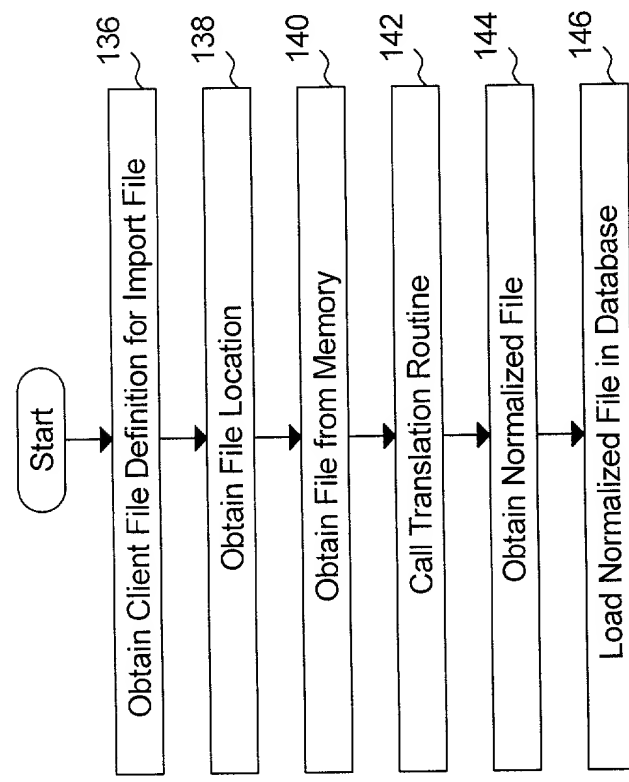 Start
Obtain Client File Definition for Import File
136
Obtain File Location
138
Obtain File from Memory
140
Call Translation Routine
142
Obtain Normalized File
144
Load Normalized File in Database
146